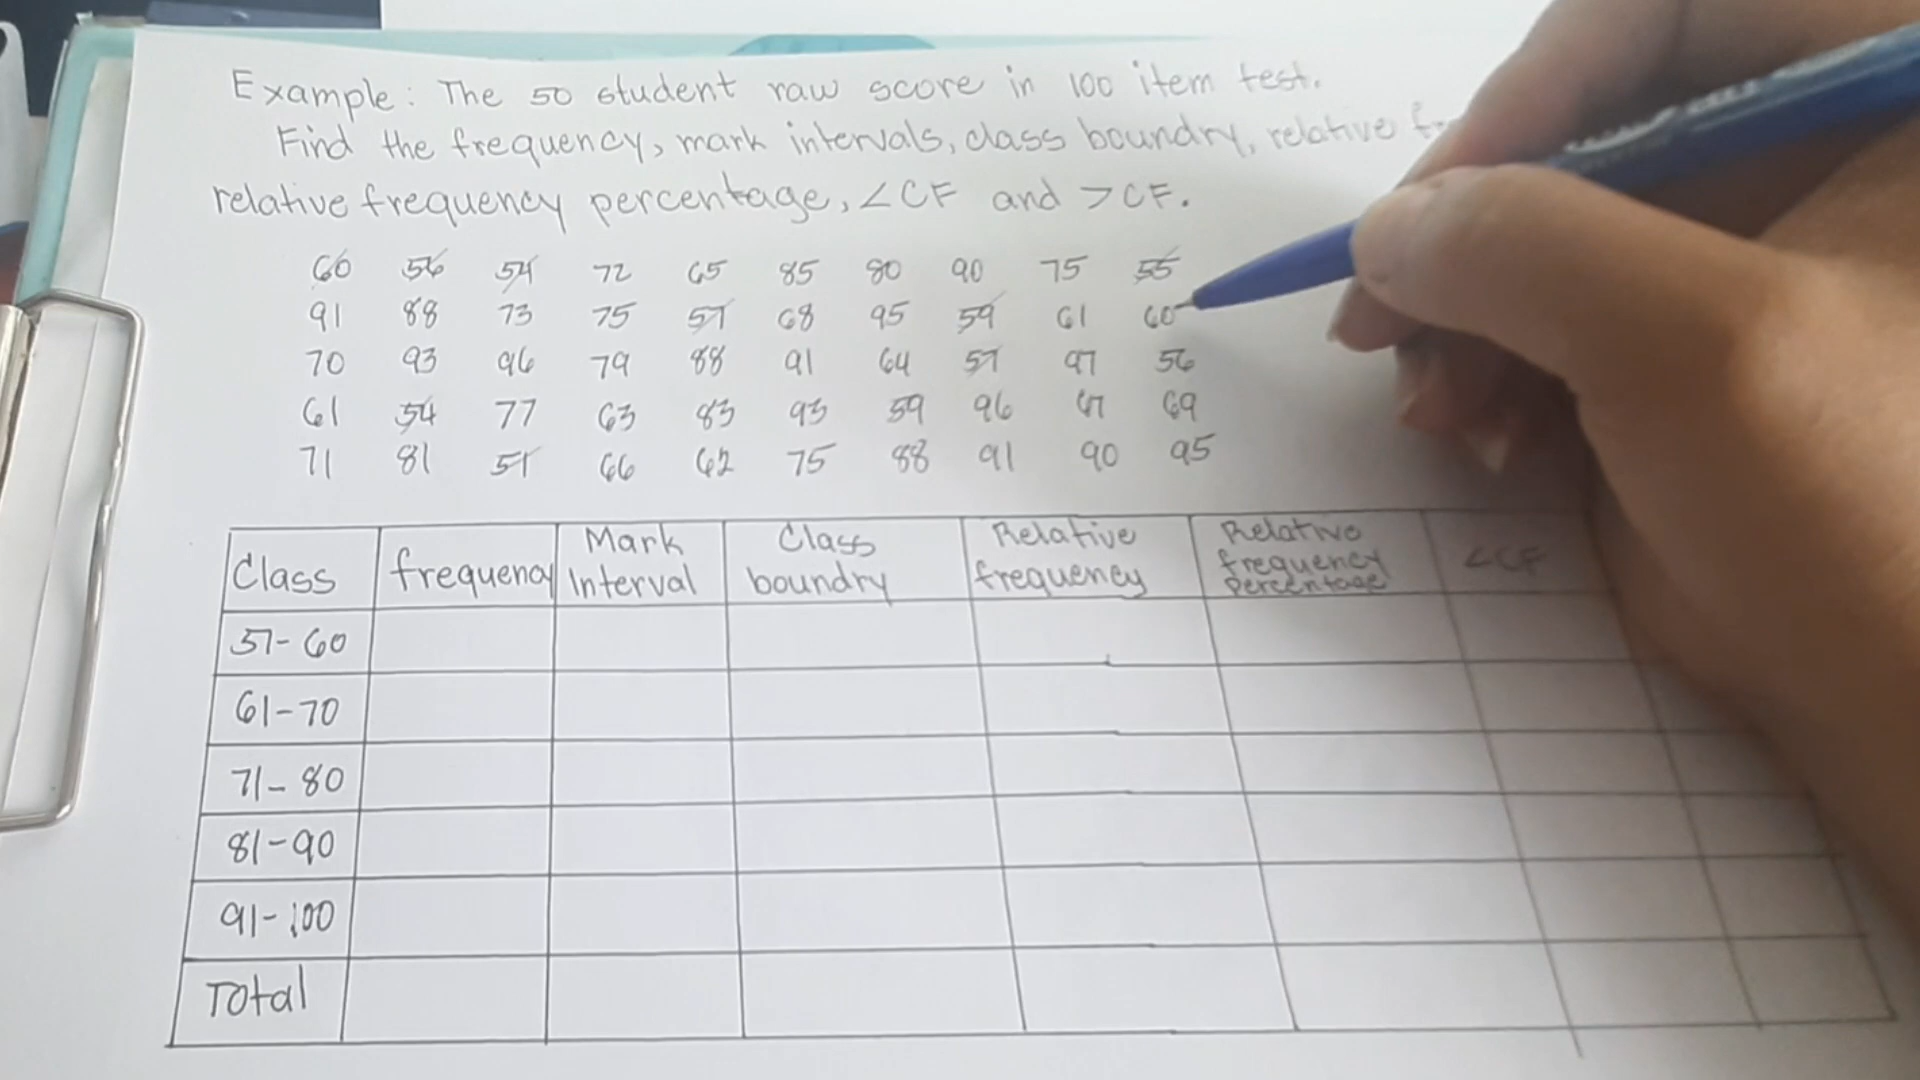 Example: The 50 student raw score in 100 item test.
Find the frequency, mark intervals, class boundry, relative
relative frequency percentage, <CF and >CF.
60 56 54 72 65 85 80 90 75 55
91 88 73 75 57 68 95 59 61 60
70 93 96 79 88 91 64 57 97 56
61 54 77 63 83 93 59 96 67 69
71 81 51 66 62 75 88 91 90 95
Class frequency Mark Interval Class boundry Relative frequency Relative frequency Percentage <CF
51-60
61-70
71-80
81-90
91-100
Total